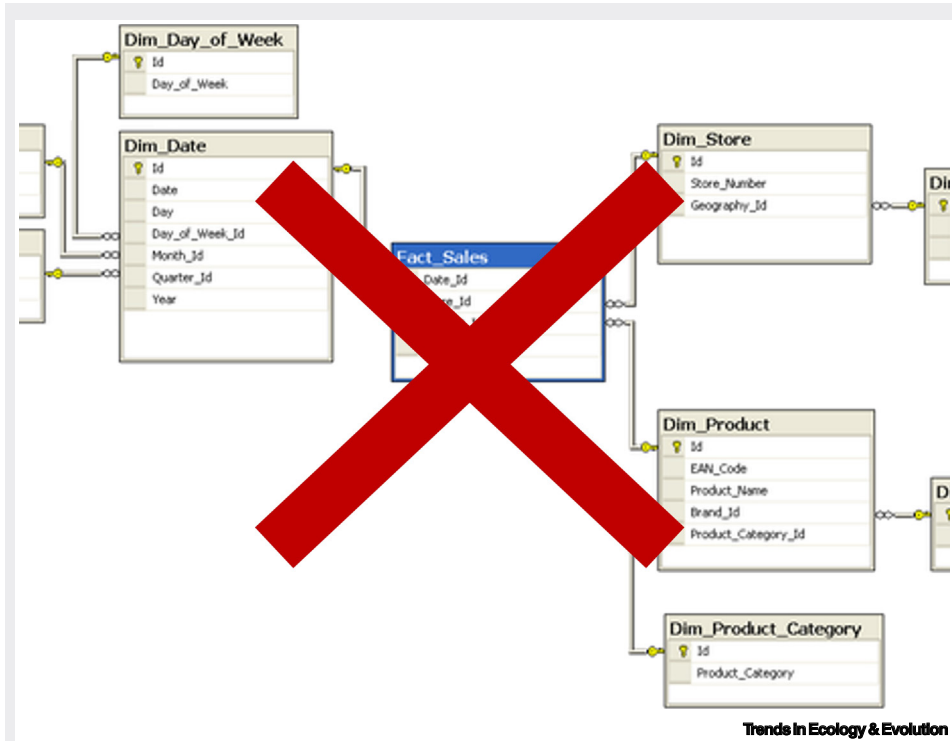 Dim_Day_of_Week
Id
Day_of_Week
Dim_Date
Id
Date
Day
Day_of_Week_Id
Month_Id
Quarter_Id
Year
Fact_Sales
Date_Id
Dim_Store
Id
Store_Number
Geography_Id
Dim_Product
Id
EAN_Code
Product_Name
Brand_Id
Product_Category_Id
Dim_Product_Category
Id
Product_Category
Trends in Ecology & Evolution